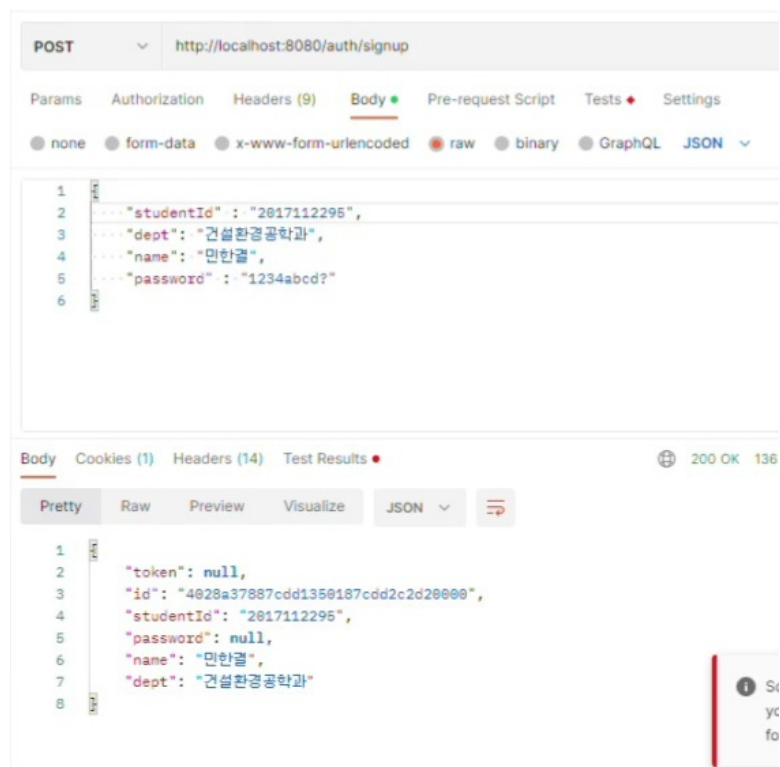 POST http://localhost:8080/auth/signup
Params Authorization Headers (9) Body Pre-request Script Tests Settings
none form-data x-www-form-urlencoded raw binary GraphQL JSON
1 {
2 "studentId" : "2017112295",
3 "dept": "건설환경공학과",
4 "name": "민한결",
5 "password" : "1234abcd?"
6 }
Body Cookies (1) Headers (14) Test Results 200 OK 136
Pretty Raw Preview Visualize JSON
1 {
2 "token": null,
3 "id": "4028a37887cdd1350187cdd2c2d20000",
4 "studentId": "2017112295",
5 "password": null,
6 "name": "민한결",
7 "dept": "건설환경공학과"
8 }